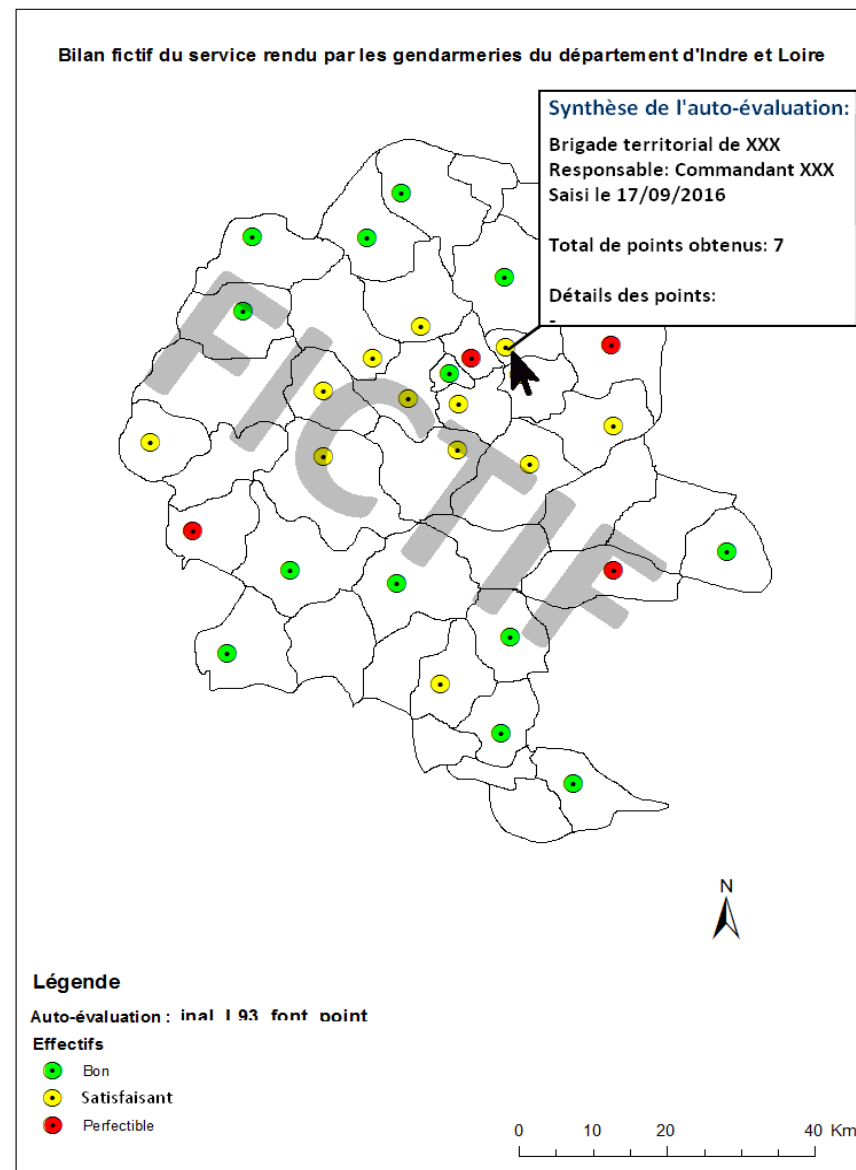 Bilan fictif du service rendu par les gendarmeries du département d'Indre et Loire
Synthèse de l'auto-évaluation:
Brigade territorial de XXX
Responsable: Commandant XXX
Saisi le 17/09/2016
Total de points obtenus: 7
Détails des points:
-
FICTIF
N
Légende
Auto-évaluation : inal_L93_font_point
Effectifs
Bon
Satisfaisant
Perfectible
0 10 20 40 Km